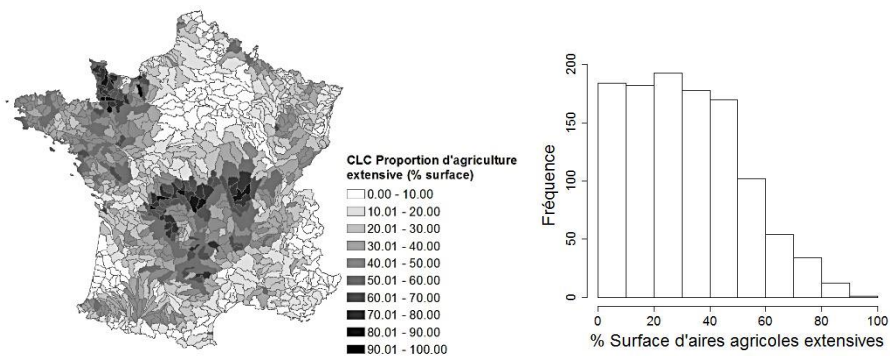 CLC Proportion d'agriculture
extensive (% surface)
0.00 - 10.00
10.01 - 20.00
20.01 - 30.00
30.01 - 40.00
40.01 - 50.00
50.01 - 60.00
60.01 - 70.00
70.01 - 80.00
80.01 - 90.00
90.01 - 100.00
Fréquence
200
150
100
50
0
0 20 40 60 80 100
% Surface d'aires agricoles extensives